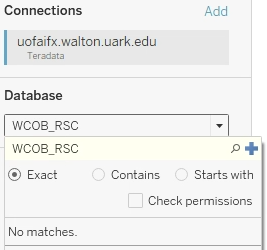 Connections Add
uofaifx.walton.uark.edu
Teradata
Database
WCOB_RSC
WCOB_RSC
Exact Contains Starts with
Check permissions
No matches.